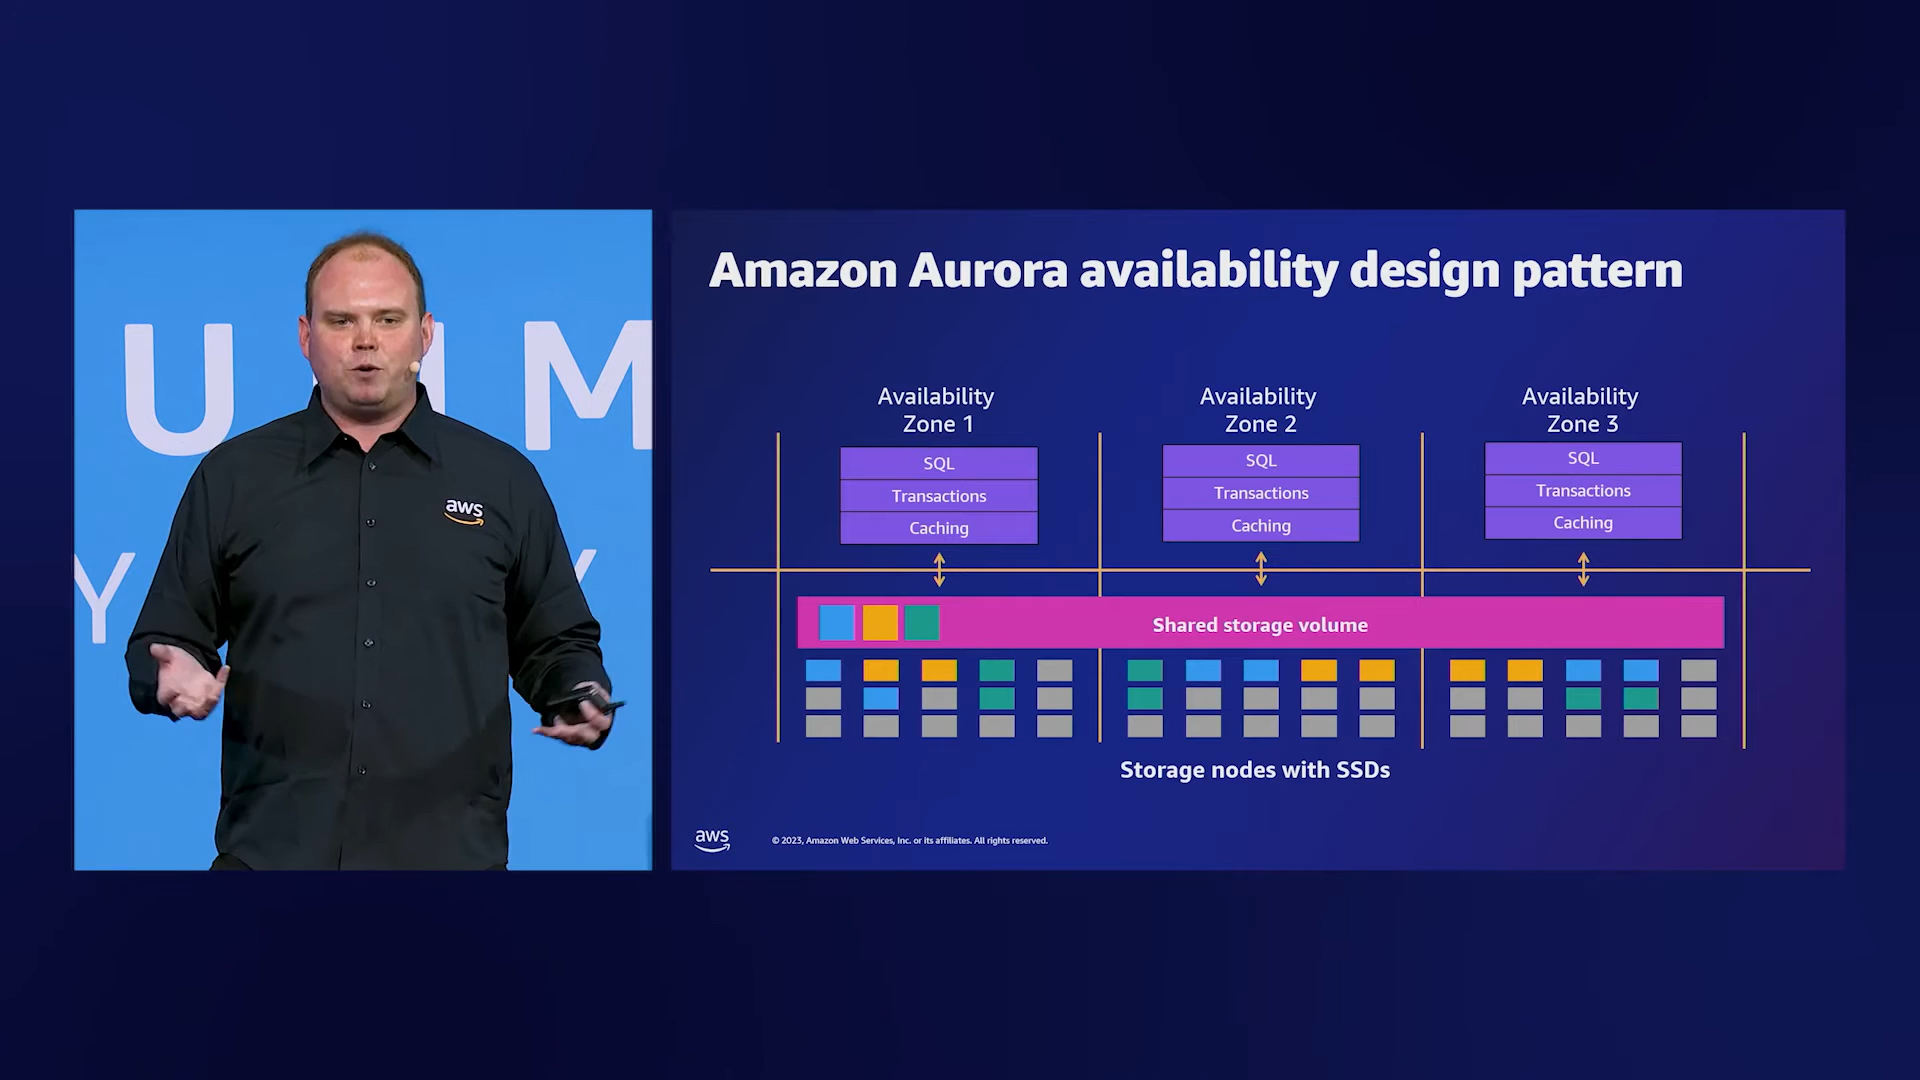 U I M
Y Y
aws
Amazon Aurora availability design pattern
Availability
Zone 1
Availability
Zone 2
Availability
Zone 3
SQL
Transactions
Caching
SQL
Transactions
Caching
SQL
Transactions
Caching
Shared storage volume
Storage nodes with SSDs
aws
© 2023, Amazon Web Services, Inc. or its affiliates. All rights reserved.